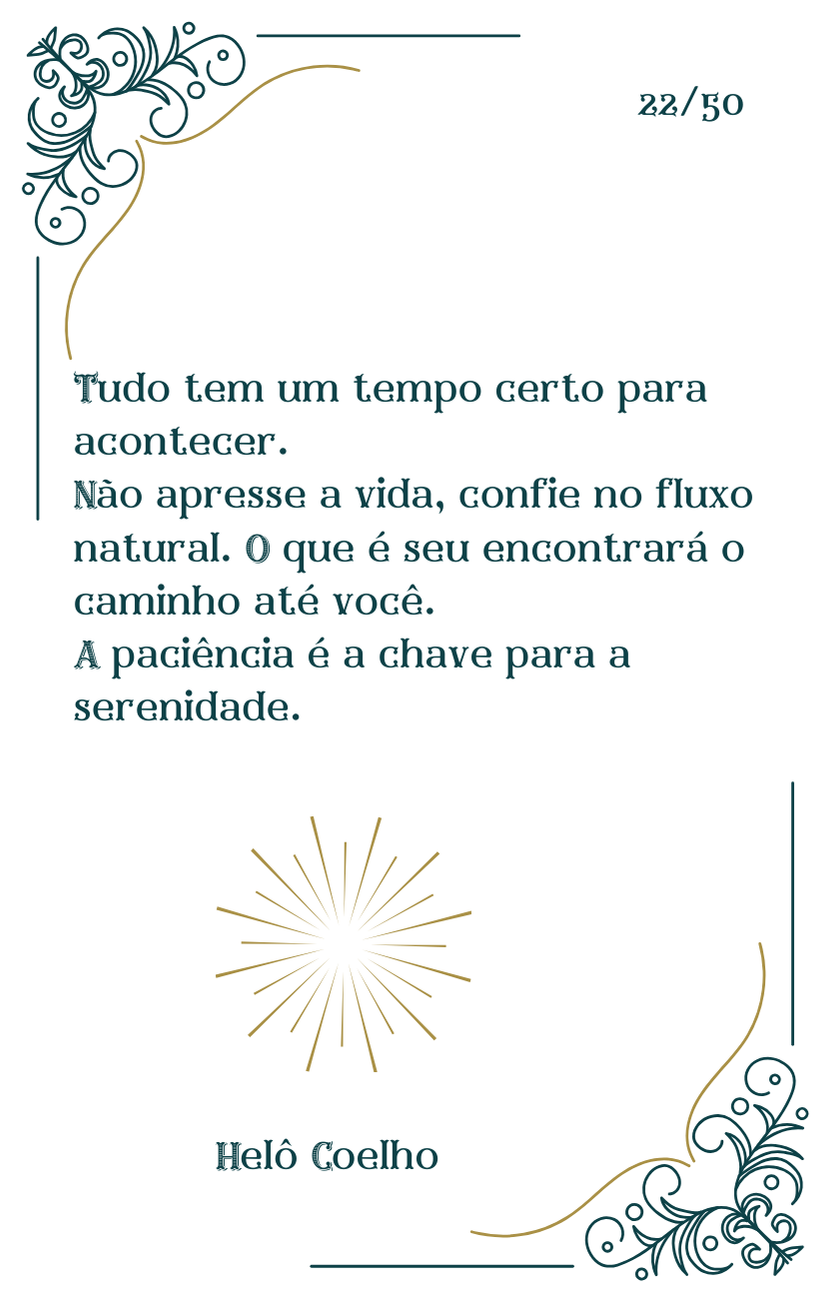 22/50
Tudo tem um tempo certo para
acontecer.
Não apresse a vida, confie no fluxo
natural. O que é seu encontrará o
caminho até você.
A paciência é a chave para a
serenidade.
Helô Coelho